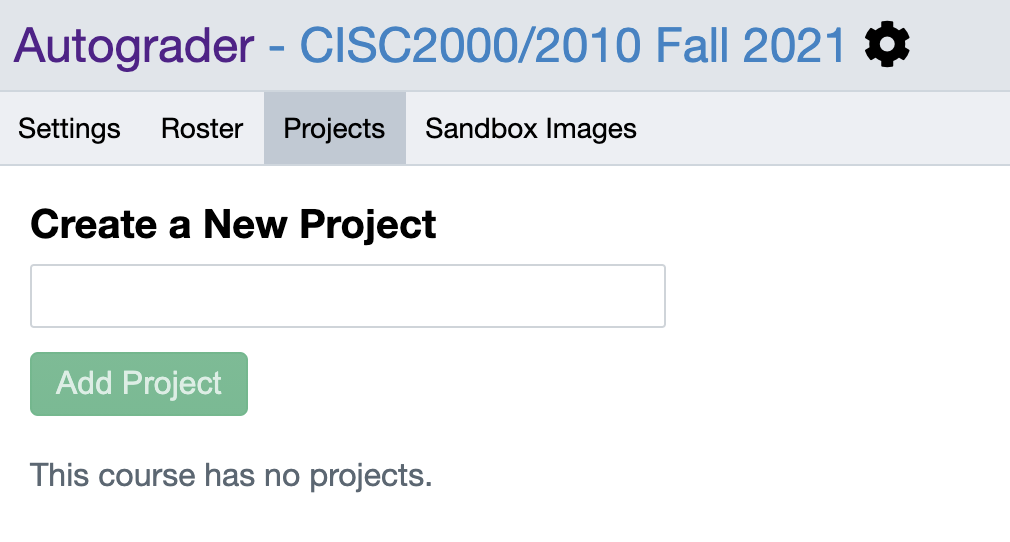 Autograder - CISC2000/2010 Fall 2021
Settings Roster Projects Sandbox Images
Create a New Project
Add Project
This course has no projects.